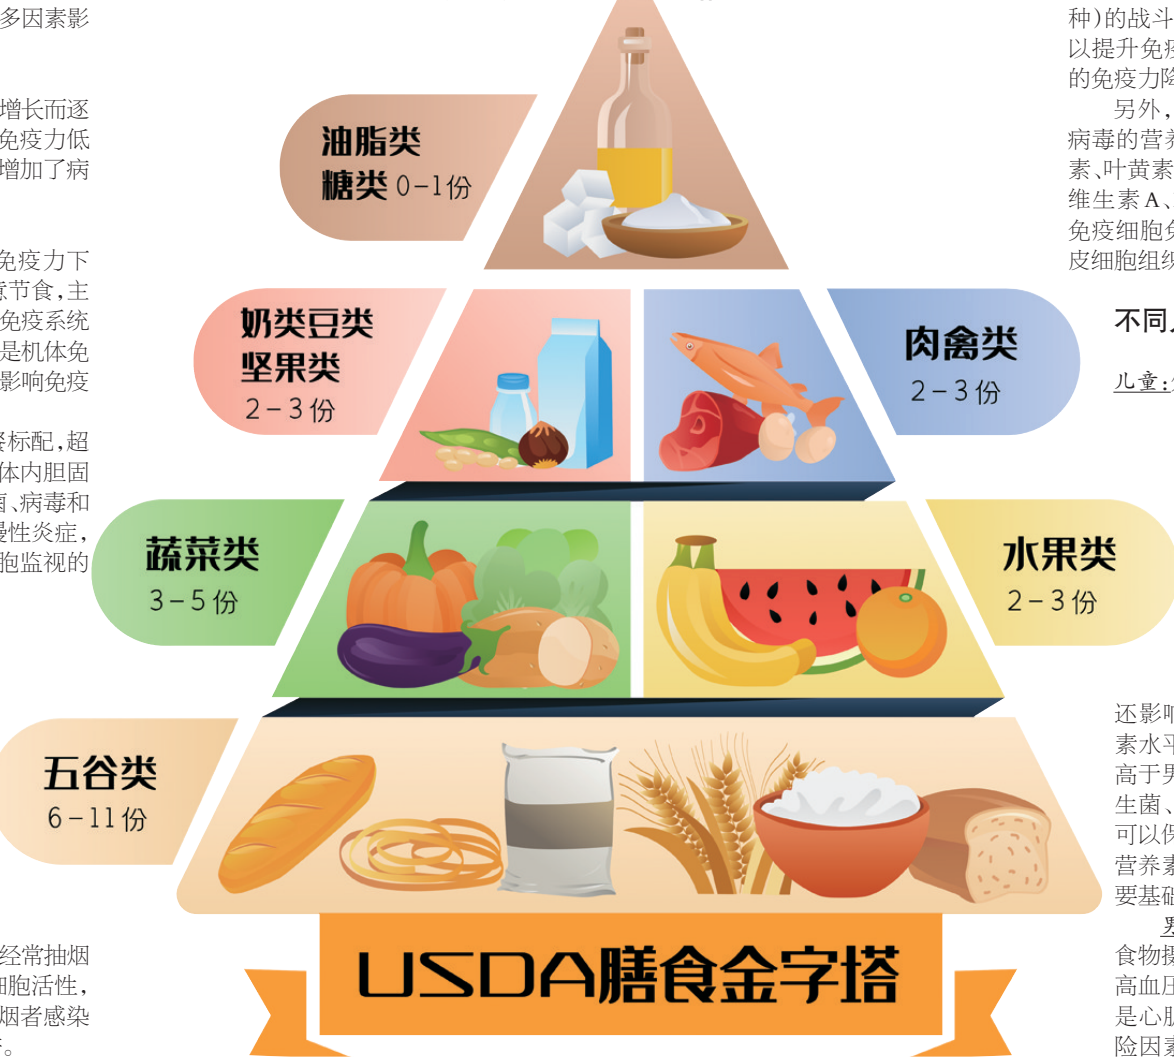 多因素影
增长而逐
免疫力低
增加了病
免疫力下
意节食,主
免疫系统
是机体免
影响免疫
餐标配,超
体内胆固
菌、病毒和
慢性炎症,
胞监视的
经常抽烟
细胞活性,
烟者感染
油脂类
糖类 0-1份
奶类豆类
坚果类
2-3份
肉禽类
2-3份
蔬菜类
3-5份
水果类
2-3份
五谷类
6-11份
USDA膳食金字塔
种)的战斗
以提升免疫
的免疫力降
另外,
病毒的营养
素、叶黄素
维生素A、
免疫细胞免
皮细胞组织
不同人
儿童:
还影响
素水平
高于男
生菌、
可以保
营养素
要基础
男
食物摄
高血压
是心脏
险因素